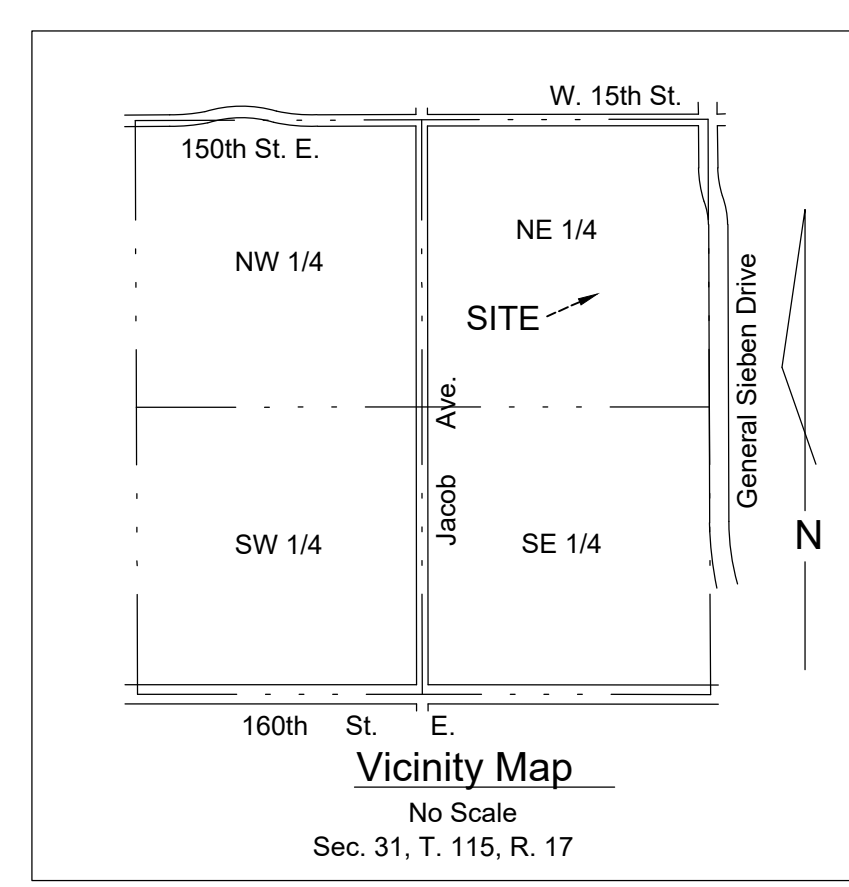 W. 15th St.
150th St. E.
NE 1/4
NW 1/4
SITE
General Sieben Drive
Jacob Ave.
SW 1/4
SE 1/4
N
160th St. E.
Vicinity Map
No Scale
Sec. 31, T. 115, R. 17